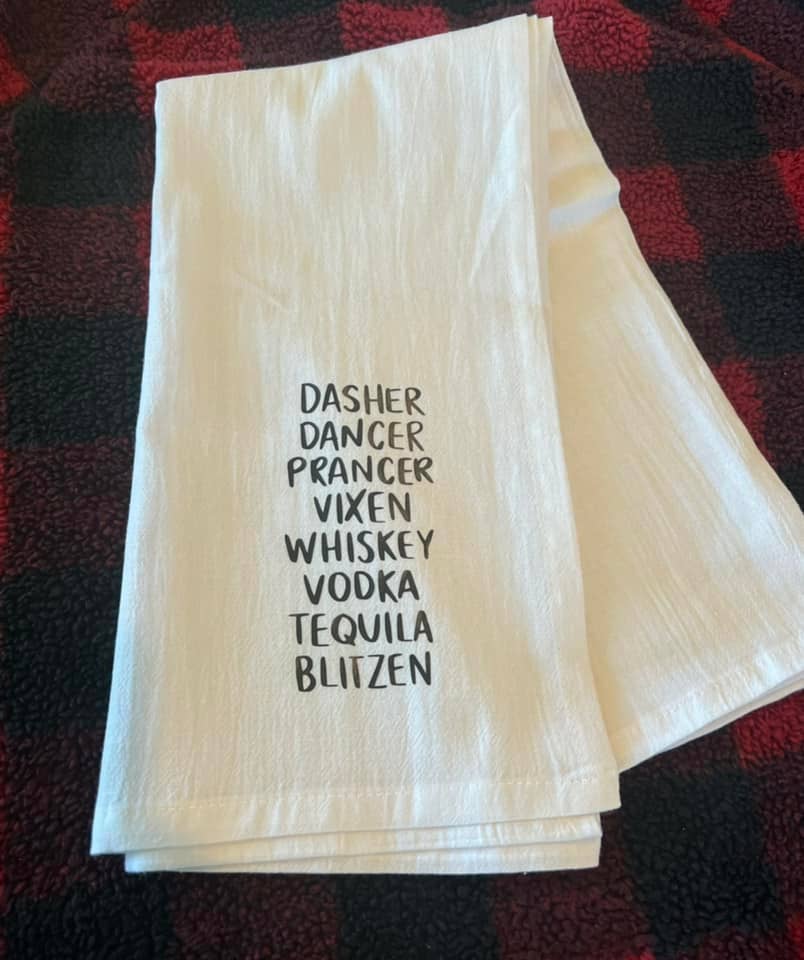 DASHER
DANCER
PRANCER
VIXEN
WHISKEY
VODKA
TEQUILA
BLITZEN